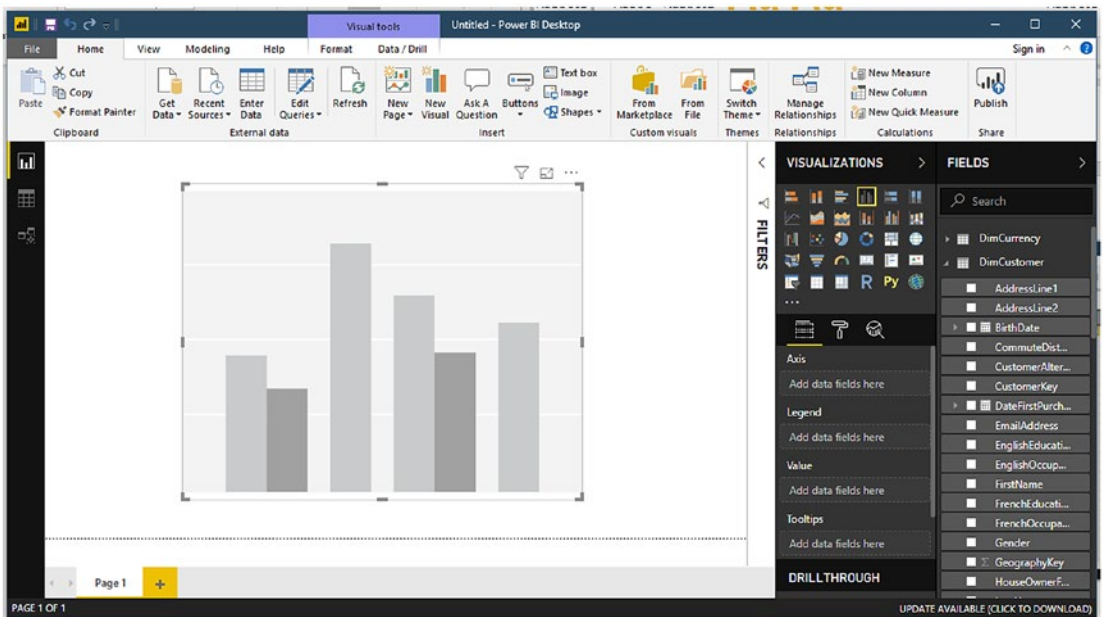 Visual tools
Untitled - Power BI Desktop
File Home View Modeling Help Format Data / Drill Sign in
Paste
Cut
Copy
Format Painter
Clipboard
Get Data
Recent Sources
Enter Data
Edit Queries
External data
Refresh
New Page
New Visual
Ask A Question
Buttons
Text box
Image
Shapes
Insert
From Marketplace
From File
Custom visuals
Switch Theme
Themes
Manage Relationships
Relationships
New Measure
New Column
New Quick Measure
Calculations
Publish
Share
FILTERS
VISUALIZATIONS
R Py
Axis
Add data fields here
Legend
Add data fields here
Value
Add data fields here
Tooltips
Add data fields here
DRILLTHROUGH
FIELDS
Search
DimCurrency
DimCustomer
AddressLine1
AddressLine2
BirthDate
CommuteDist...
CustomerAlter...
CustomerKey
DateFirstPurch...
EmailAddress
EnglishEducati...
EnglishOccup...
FirstName
FrenchEducati...
FrenchOccupa...
Gender
GeographyKey
HouseOwnerF...
Page 1
PAGE 1 OF 1
UPDATE AVAILABLE (CLICK TO DOWNLOAD)